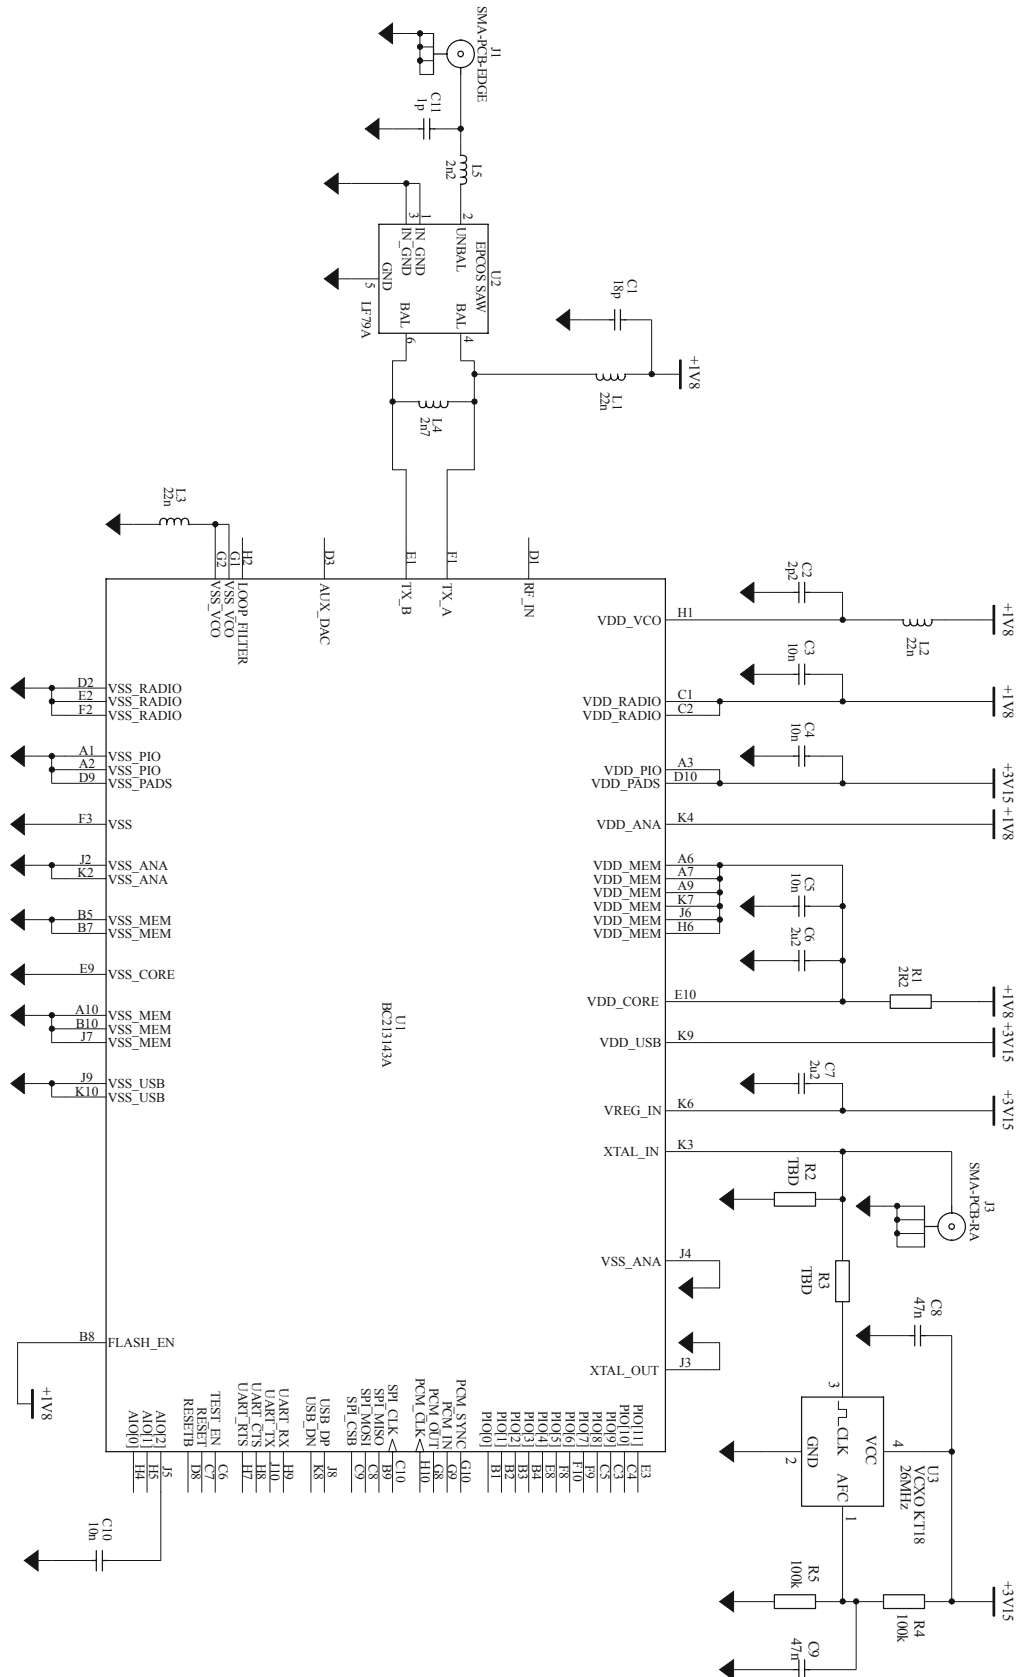 J1
SMA-PCB-EDGE
C11
1p
L5
2n2
2
1
3
UNBAL
IN_GND
IN_GND
EPCOS SAW
U2
GND
5
BAL
BAL
LF79A
4
6
C1
18p
+1V8
L1
22n
L4
2n7
L3
22n
G2
G1
H2
VSS_VCO
VSS_VCO
LOOP_FILTER
D3
AUX_DAC
E1
TX_B
F1
TX_A
D1
RF_IN
VDD_VCO
H1
C2
2p2
L2
22n
+1V8
VDD_RADIO
C1
VDD_RADIO
C2
C3
10n
+1V8
VDD_PIO
A3
VDD_PADS
D10
C4
10n
+3V15
VDD_ANA
K4
+1V8
VDD_MEM
A6
VDD_MEM
A7
VDD_MEM
A9
VDD_MEM
K7
VDD_MEM
J6
VDD_MEM
H6
C5
10n
C6
2u2
VDD_CORE
E10
R1
2R2
+1V8
VDD_USB
K9
+3V15
VREG_IN
K6
C7
2u2
+3V15
XTAL_IN
K3
R2
TBD
J3
SMA-PCB-RA
R3
TBD
VSS_ANA
J4
XTAL_OUT
J3
C8
47n
3
CLK
VCC
4
GND
2
AFC
1
U3
VCXO KT18
26MHz
R5
100k
R4
100k
+3V15
C9
47n
D2
VSS_RADIO
E2
VSS_RADIO
F2
VSS_RADIO
A1
VSS_PIO
A2
VSS_PIO
D9
VSS_PADS
F3
VSS
J2
VSS_ANA
K2
VSS_ANA
B5
VSS_MEM
B7
VSS_MEM
E9
VSS_CORE
A10
VSS_MEM
B10
VSS_MEM
J7
VSS_MEM
J9
VSS_USB
K10
VSS_USB
U1
BC213143A
B8
FLASH_EN
+1V8
PIO[11]
E3
PIO[10]
C4
PIO[9]
C3
PIO[8]
C5
PIO[7]
F9
PIO[6]
F10
PIO[5]
F8
PIO[4]
E8
PIO[3]
B4
PIO[2]
B3
PIO[1]
B2
PIO[0]
B1
PCM_SYNC
G10
PCM_IN
G9
PCM_OUT
G8
PCM_CLK
H10
SPI_CLK
C10
SPI_MISO
B9
SPI_MOSI
C8
SPI_CSB
C9
USB_DP
J8
USB_DN
K8
UART_RX
H9
UART_TX
J10
UART_CTS
H8
UART_RTS
H7
TEST_EN
C6
RESET
C7
RESETB
D8
AIO[2]
J5
AIO[1]
H5
AIO[0]
H4
C10
10n